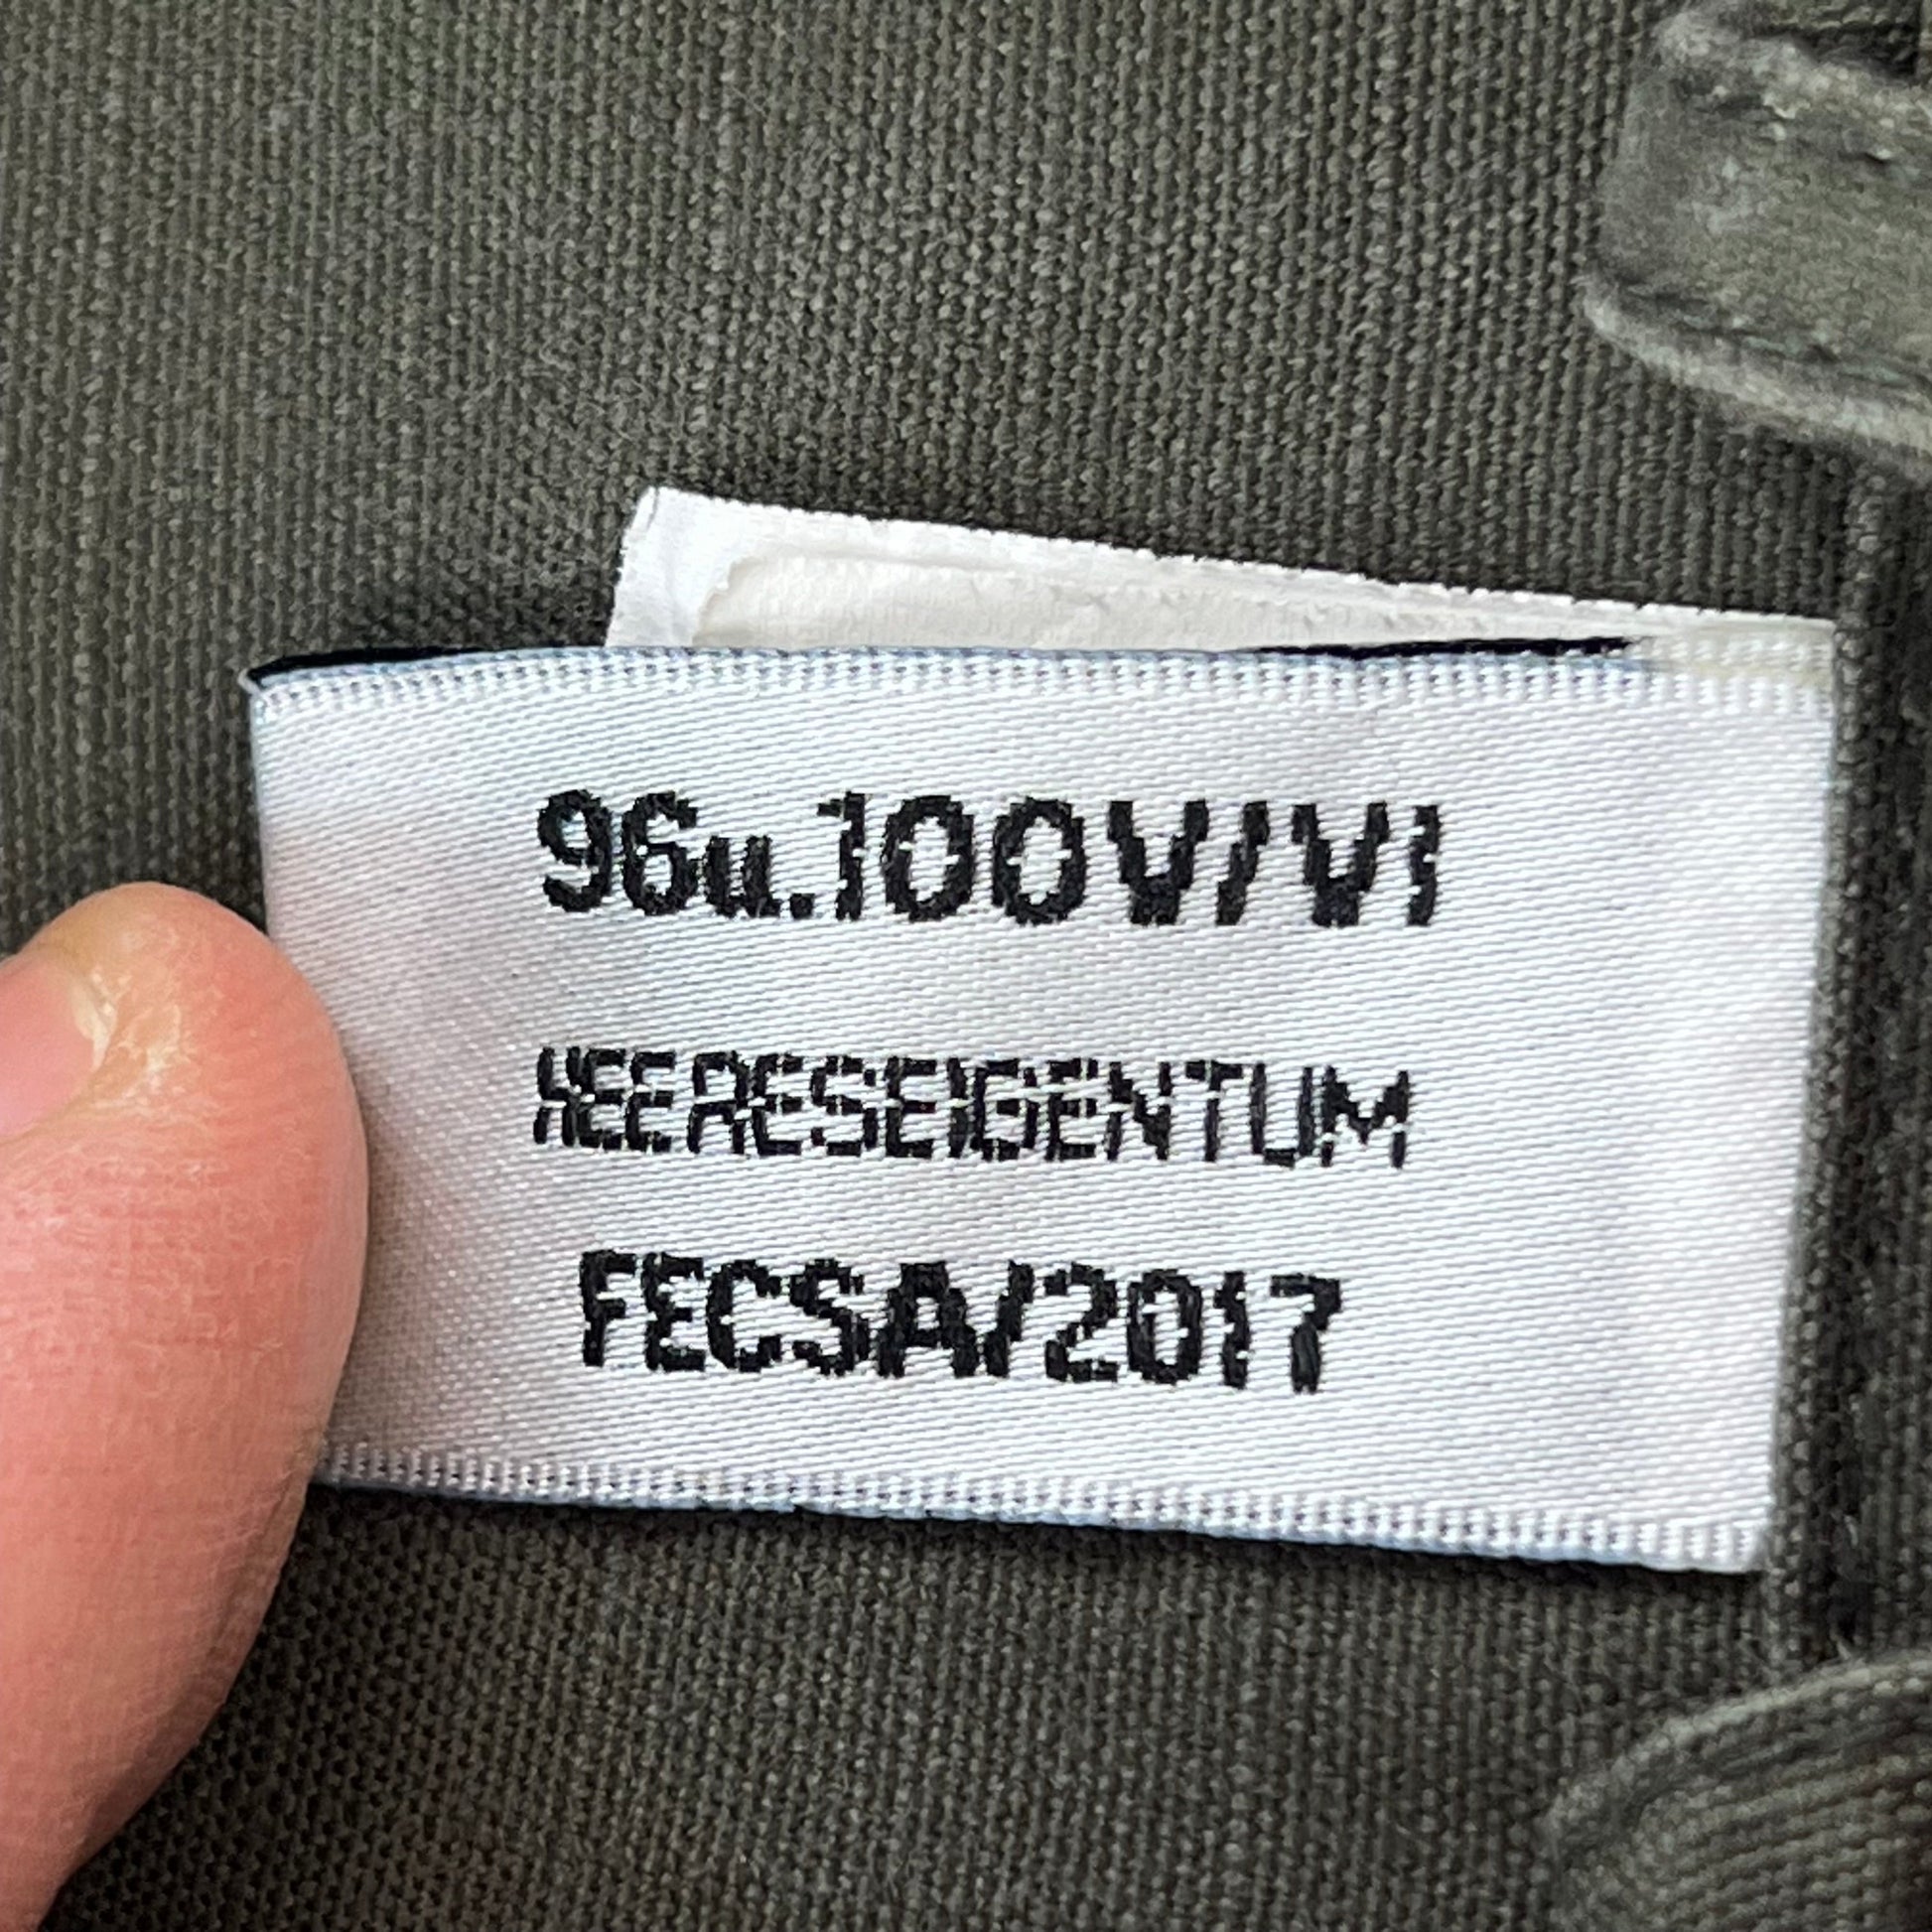 96u.100V/VI
HEERESEIGENTUM
FECSA/2017